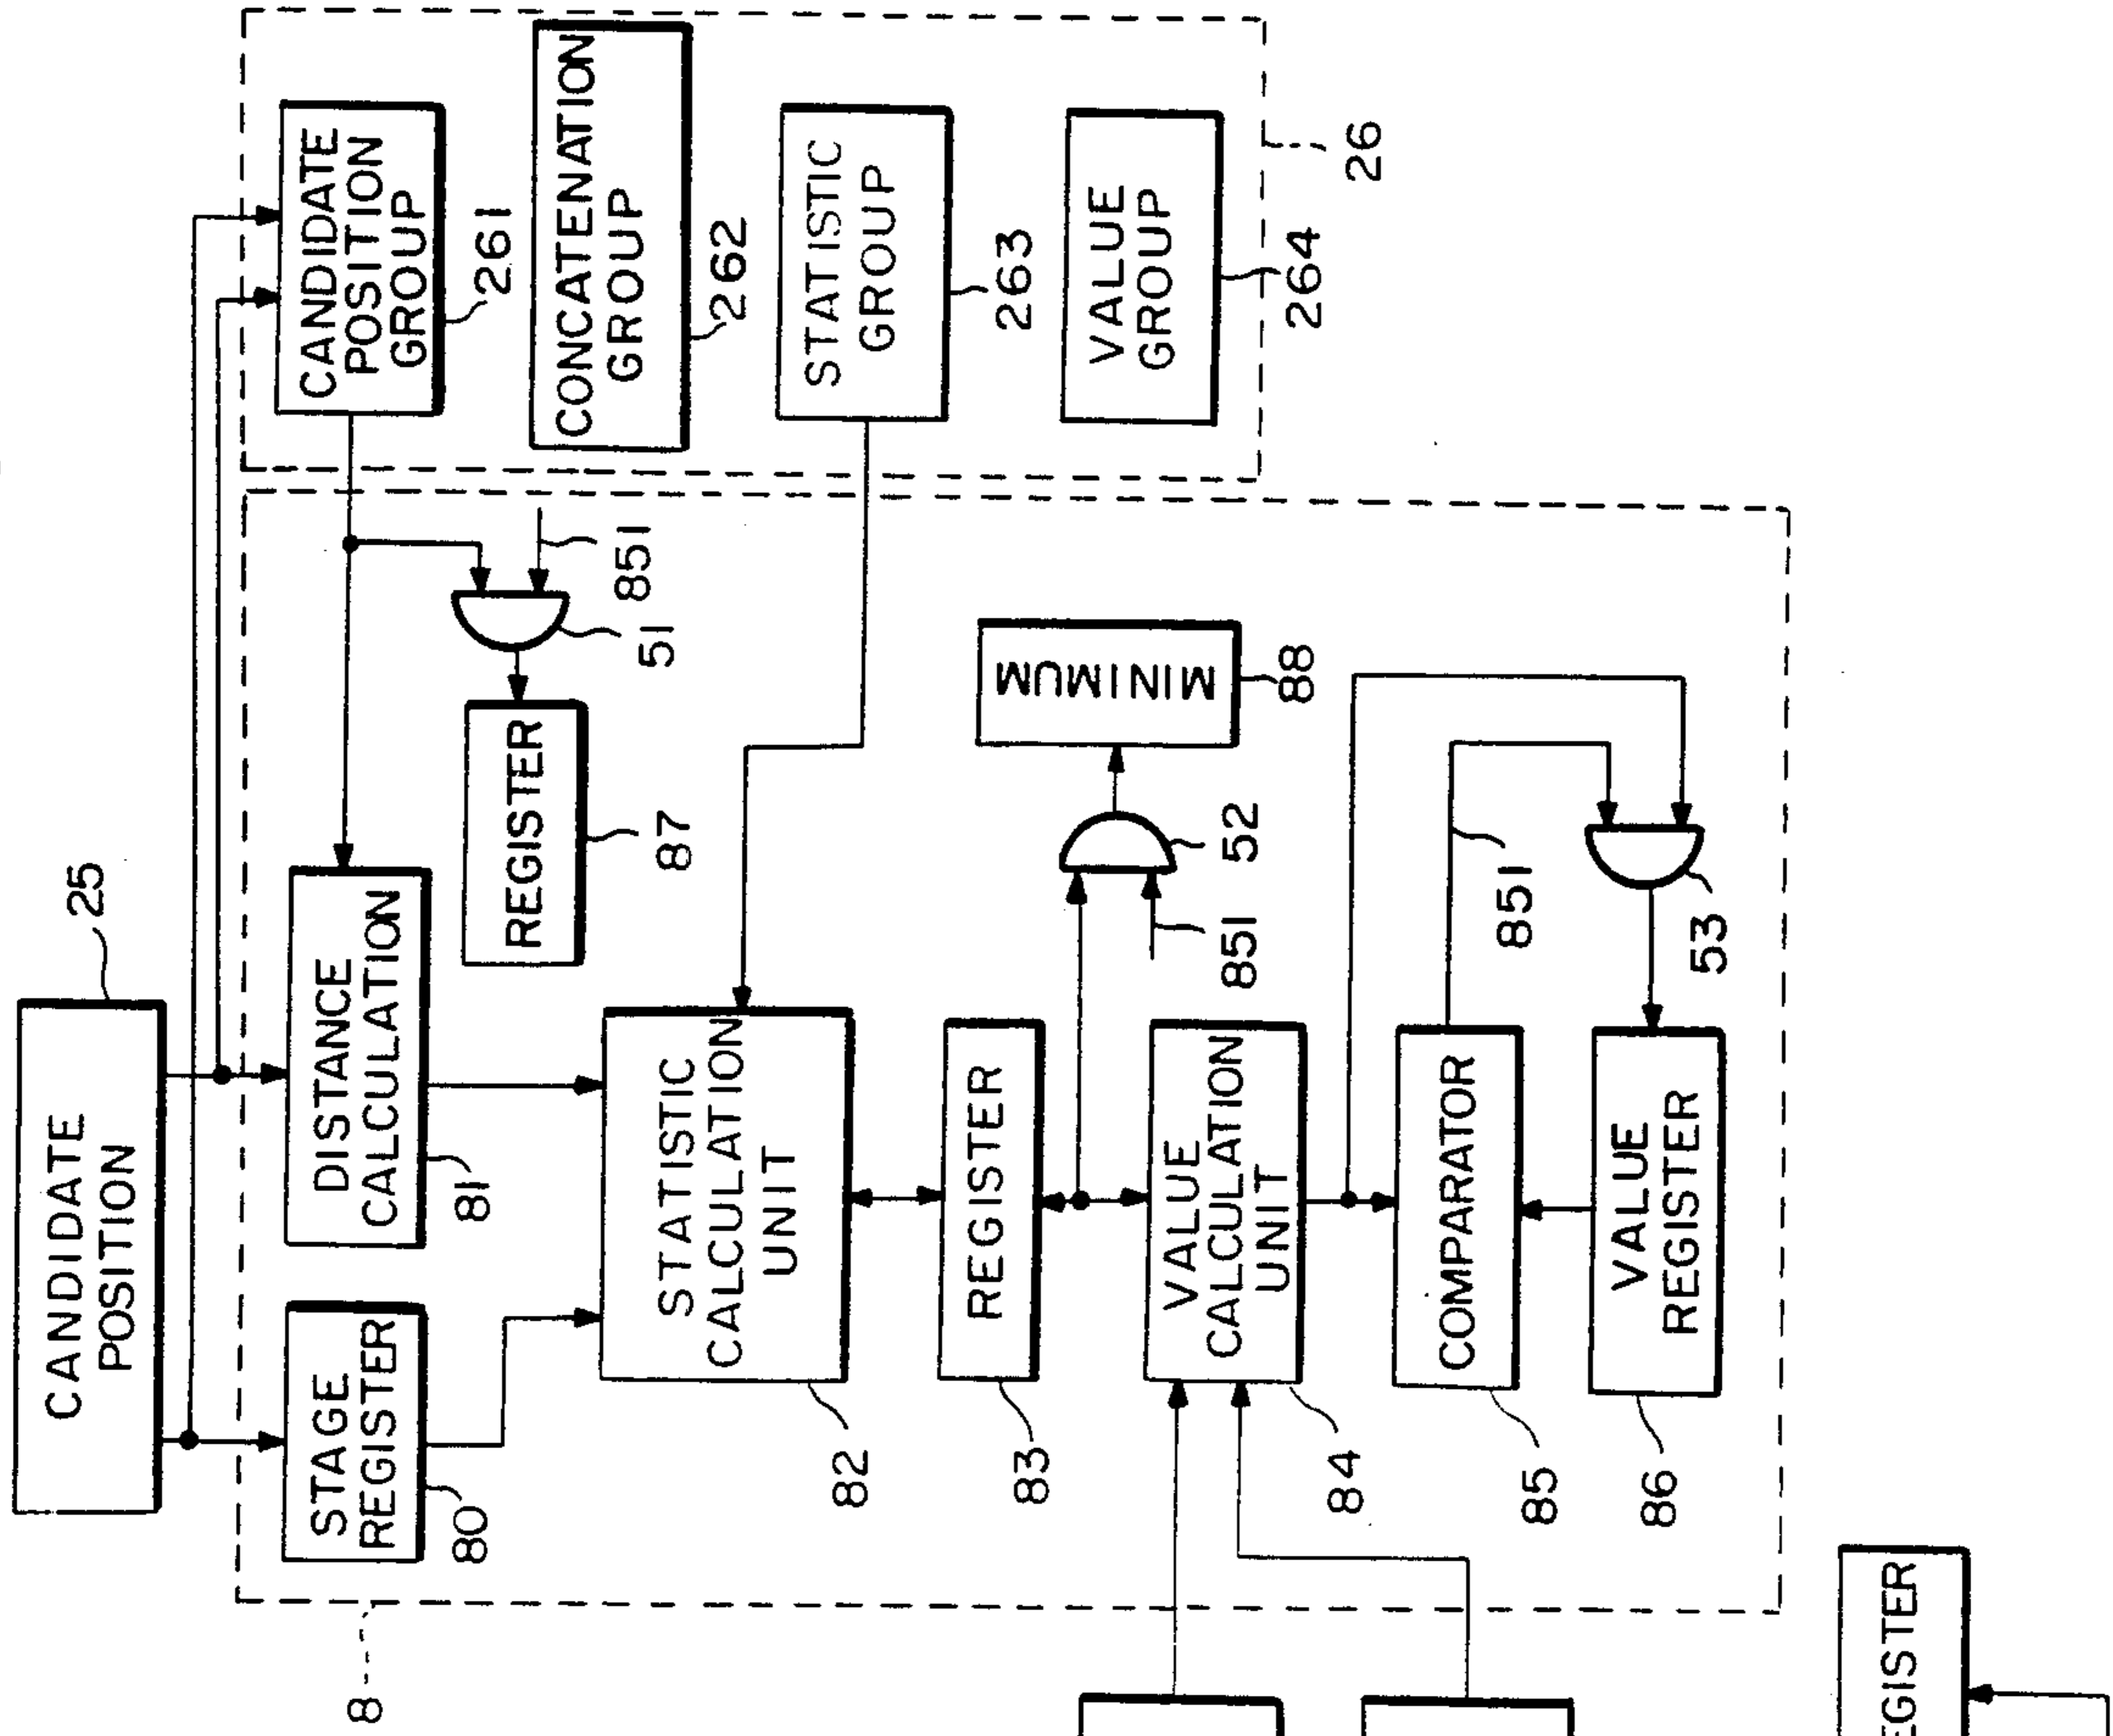 CANDIDATE
POSITION
25
CANDIDATE
POSITION
GROUP
261
CONCATENATION
GROUP
262
STATISTIC
GROUP
263
VALUE
GROUP
264
26
STAGE
REGISTER
80
DISTANCE
CALCULATION
81
851
51
REGISTER
87
STATISTIC
CALCULATION
UNIT
82
REGISTER
83
MINIMUM
88
52
851
VALUE
CALCULATION
UNIT
84
COMPARATOR
85
851
53
VALUE
REGISTER
86
8
EGISTER